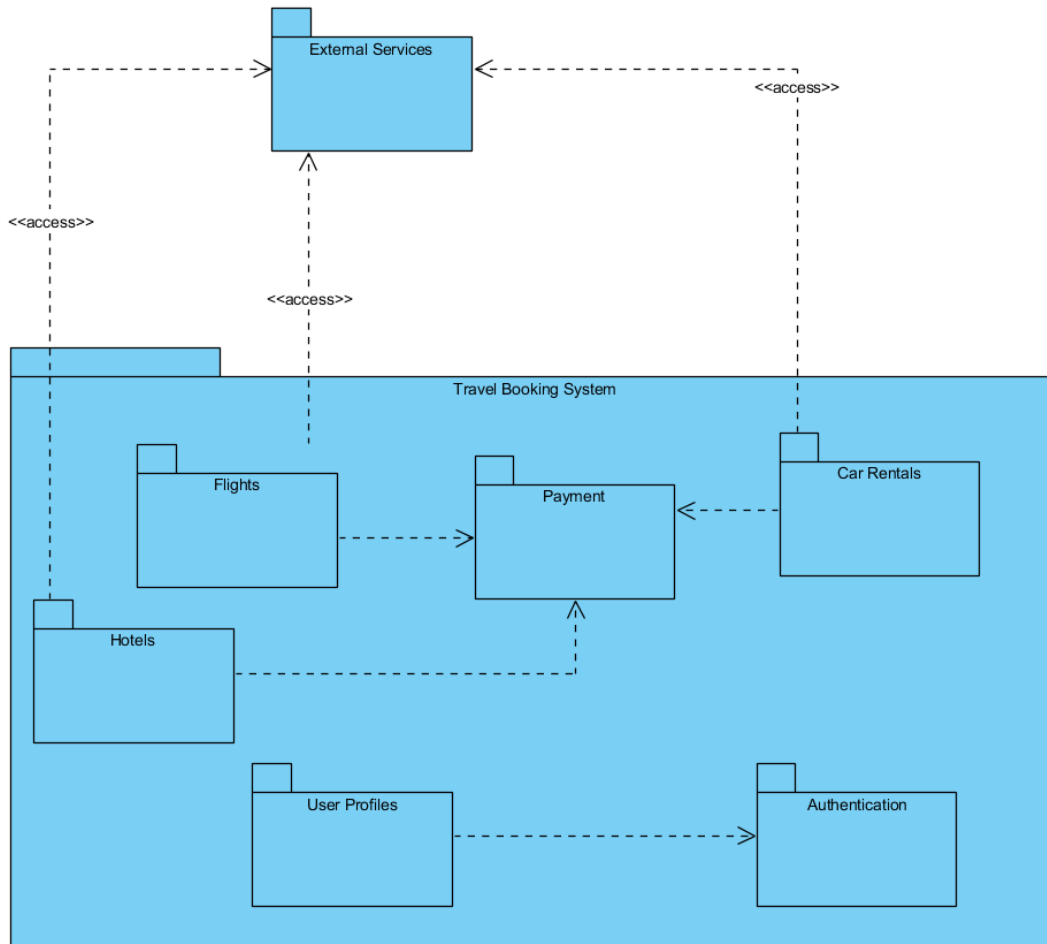 External Services
<<access>>
<<access>>
<<access>>
Travel Booking System
Flights
Payment
Car Rentals
Hotels
User Profiles
Authentication